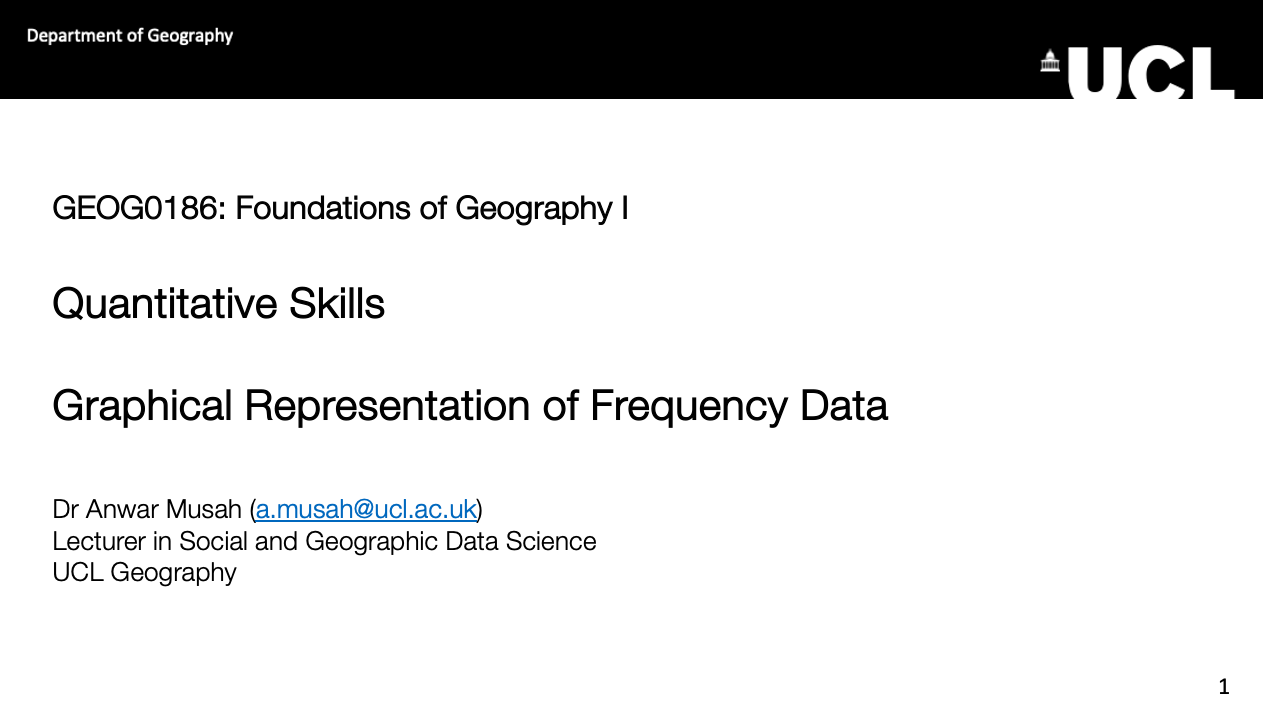 Department of Geography
UCL
GEOG0186: Foundations of Geography I
Quantitative Skills
Graphical Representation of Frequency Data
Dr Anwar Musah (a.musah@ucl.ac.uk)
Lecturer in Social and Geographic Data Science
UCL Geography
1